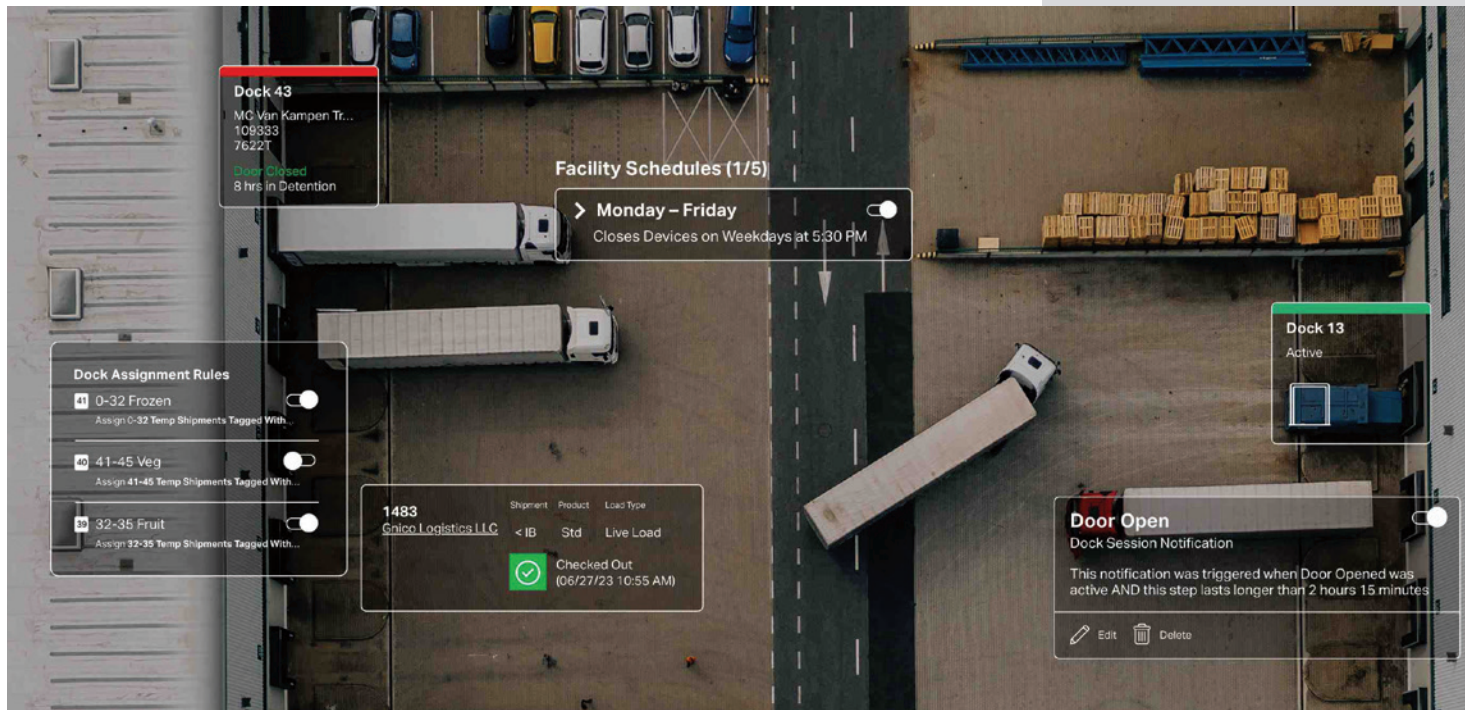 Dock 43
MC Van Kampen Tr...
109333
7622T
Door Closed
8 hrs in Detention
Facility Schedules (1/5)
Monday – Friday
Closes Devices on Weekdays at 5:30 PM
Dock 13
Active
Dock Assignment Rules
41 0-32 Frozen
Assign 0-32 Temp Shipments Tagged With...
40 41-45 Veg
Assign 41-45 Temp Shipments Tagged With...
39 32-35 Fruit
Assign 32-35 Temp Shipments Tagged With...
1483
Gnico Logistics LLC
Shipment Product Load Type
< IB Std Live Load
Checked Out
(06/27/23 10:55 AM)
Door Open
Dock Session Notification
This notification was triggered when Door Opened was
active AND this step lasts longer than 2 hours 15 minutes
Edit Delete